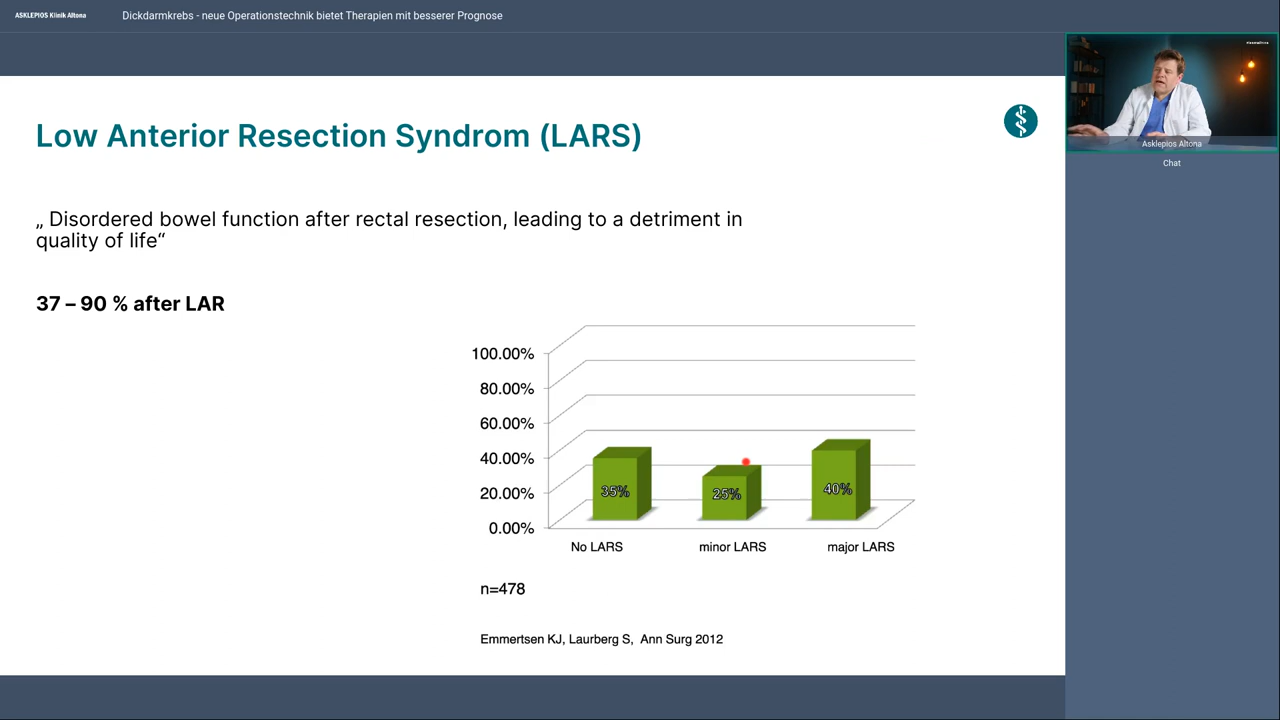 ASKLEPIOS Klinik Altona
Dickdarmkrebs - neue Operationstechnik bietet Therapien mit besserer Prognose
Low Anterior Resection Syndrom (LARS)
„ Disordered bowel function after rectal resection, leading to a detriment in
quality of life“
37 – 90 % after LAR
100.00%
80.00%
60.00%
40.00%
20.00%
0.00%
35%
25%
40%
No LARS
minor LARS
major LARS
n=478
Emmertsen KJ, Laurberg S, Ann Surg 2012
Asklepios Altona
Chat